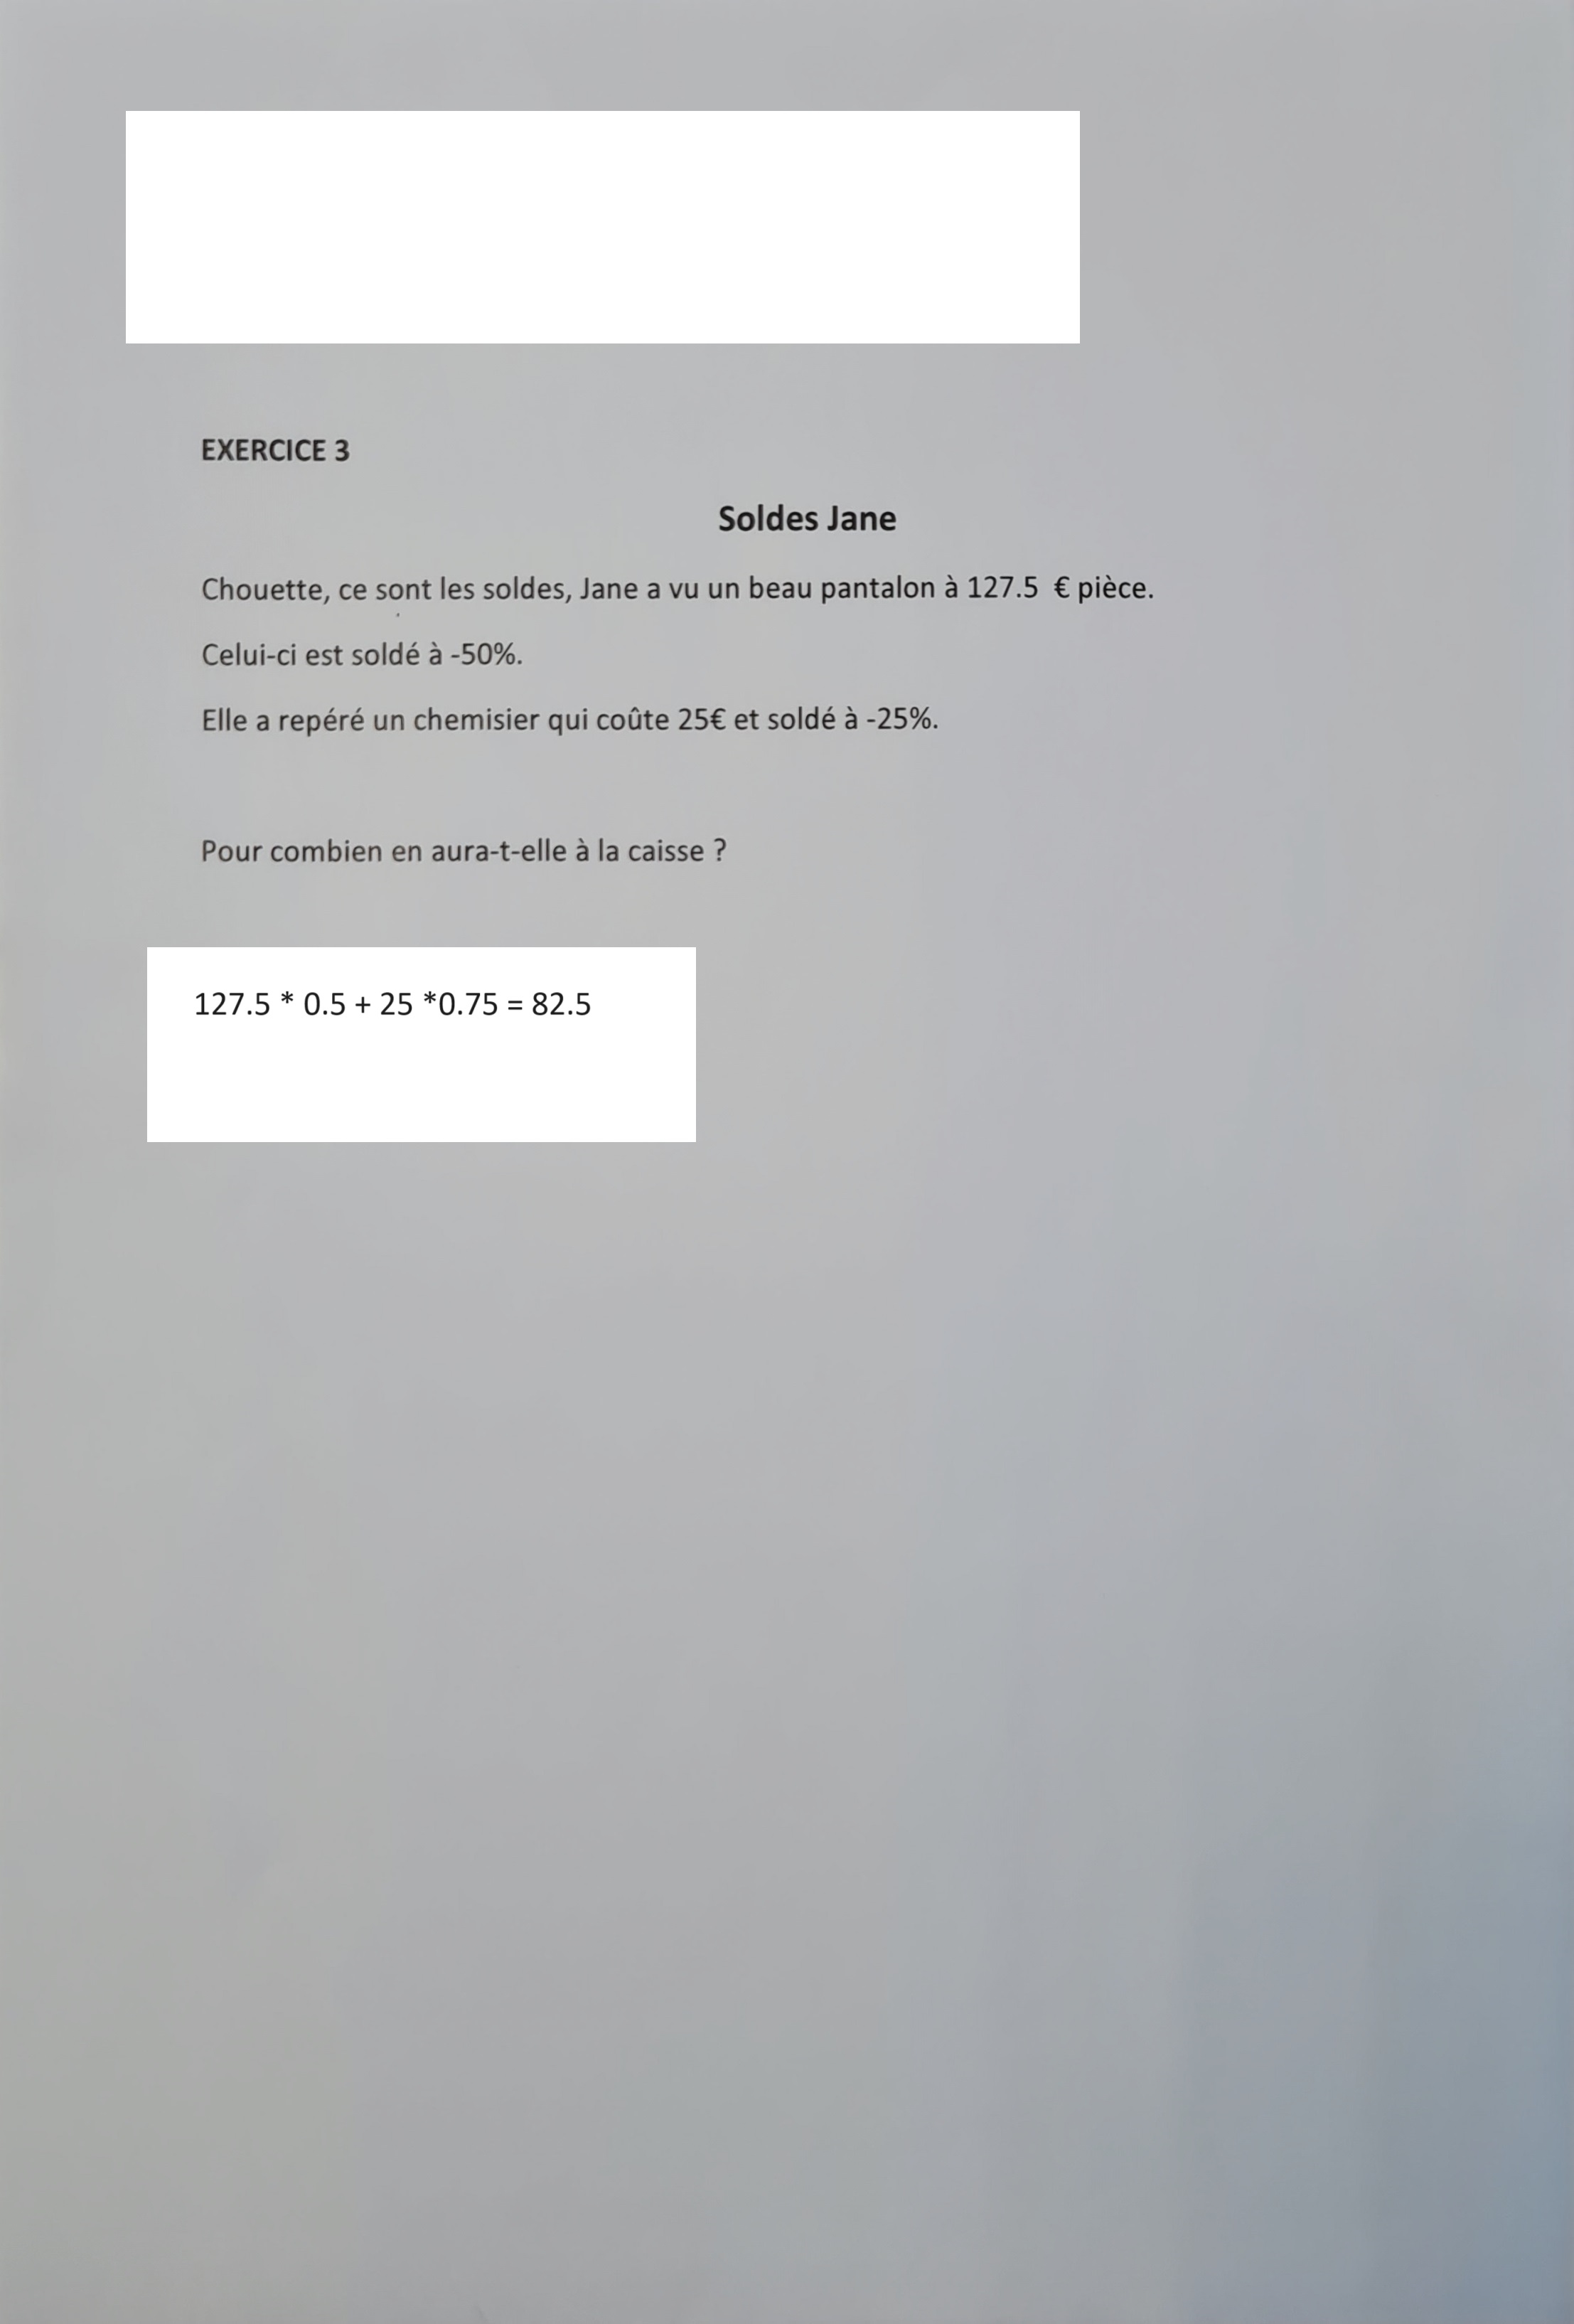 EXERCICE 3
Soldes Jane
Chouette, ce sont les soldes, Jane a vu un beau pantalon à 127.5 € pièce.
Celui-ci est soldé à -50%.
Elle a repéré un chemisier qui coûte 25€ et soldé à -25%.
Pour combien en aura-t-elle à la caisse ?
127.5 * 0.5 + 25 *0.75 = 82.5